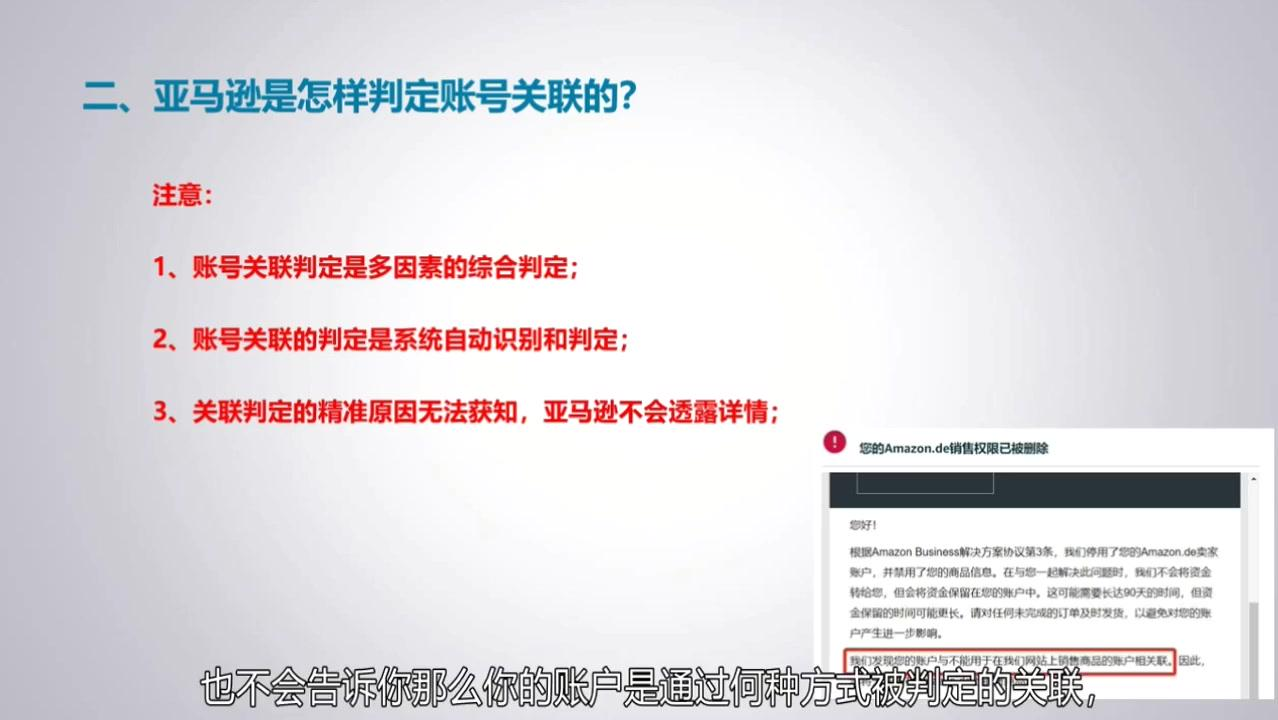 二、亚马逊是怎样判定账号关联的？
注意：
1、账号关联判定是多因素的综合判定；
2、账号关联的判定是系统自动识别和判定；
3、关联判定的精准原因无法获知，亚马逊不会透露详情；
您的Amazon.de销售权限已被删除
您好！
根据Amazon Business解决方案协议第3条，我们停用了您的Amazon.de卖家
账户，并禁用了您的商品信息。在与您一起解决此问题时，我们不会将资金
转给您，但会将资金保留在您的账户中。这可能需要长达90天的时间，但资
金保留的时间可能更长。请对任何未完成的订单及时发货，以避免对您的账
户产生进一步影响。
我们发现您的账户与不能用于在我们网站上销售商品的账户相关联。因此，
也不会告诉你那么你的账户是通过何种方式被判定的关联，